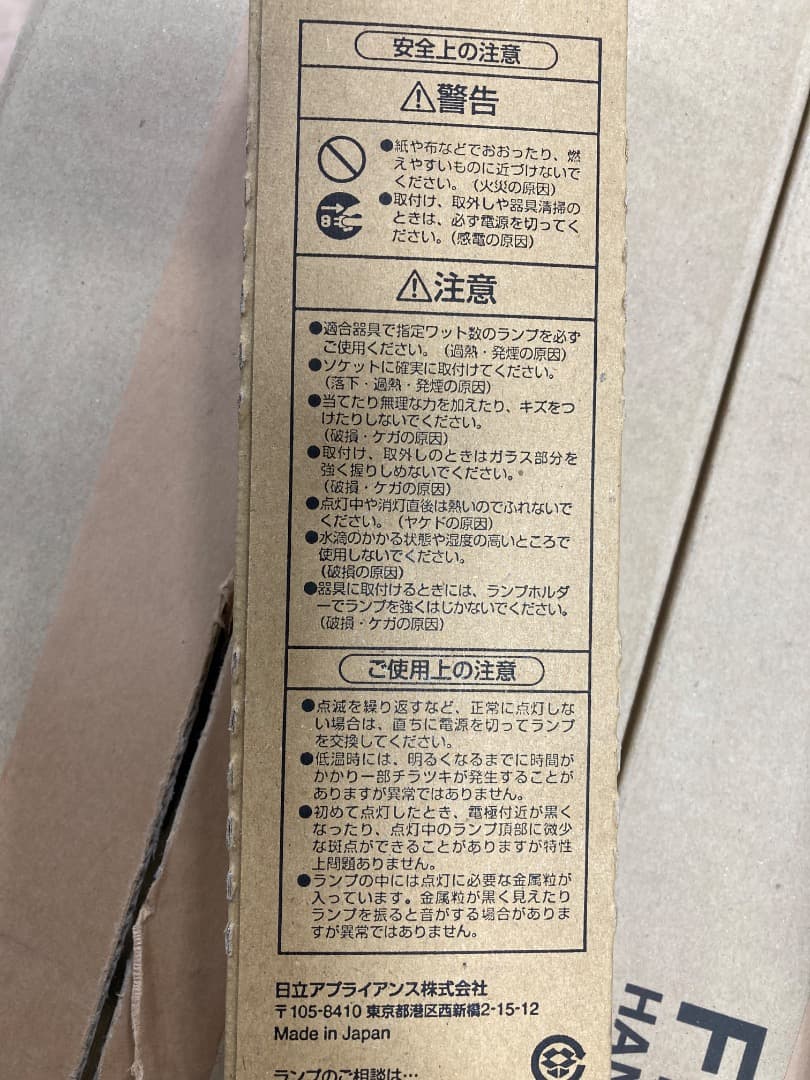 安全上の注意
⚠警告
●紙や布などでおおったり、燃
えやすいものに近づけないで
ください。(火災の原因)
●取付け、取外しや器具清掃の
ときは、必ず電源を切ってく
ださい。(感電の原因)
⚠注意
●適合器具で指定ワット数のランプを必ず
ご使用ください。(過熱・発煙の原因)
●ソケットに確実に取付けてください。
(落下・過熱・発煙の原因)
●当てたり無理な力を加えたり、キズをつ
けたりしないでください。
(破損・ケガの原因)
●取付け、取外しのときはガラス部分を
強く握りしめないでください。
(破損・ケガの原因)
●点灯中や消灯直後は熱いのでふれないで
ください。(ヤケドの原因)
●水滴のかかる状態や湿度の高いところで
使用しないでください。
(破損の原因)
●器具に取付けるときには、ランプホルダ
ーでランプを強くはじかないでください。
(破損・ケガの原因)
ご使用上の注意
●点滅を繰り返すなど、正常に点灯しな
い場合は、直ちに電源を切ってランプ
を交換してください。
●低温時には、明るくなるまでに時間が
かかり一部チラツキが発生することが
ありますが異常ではありません。
●初めて点灯したとき、電極付近が黒く
なったり、点灯中のランプ頂部に微少
な斑点ができることがありますが特性
上問題ありません。
●ランプの中には点灯に必要な金属粒が
入っています。金属粒が黒く見えたり
ランプを振ると音がする場合がありま
すが異常ではありません。
日立アプライアンス株式会社
〒105-8410 東京都港区西新橋2-15-12
Made in Japan
ランプのご相談は…